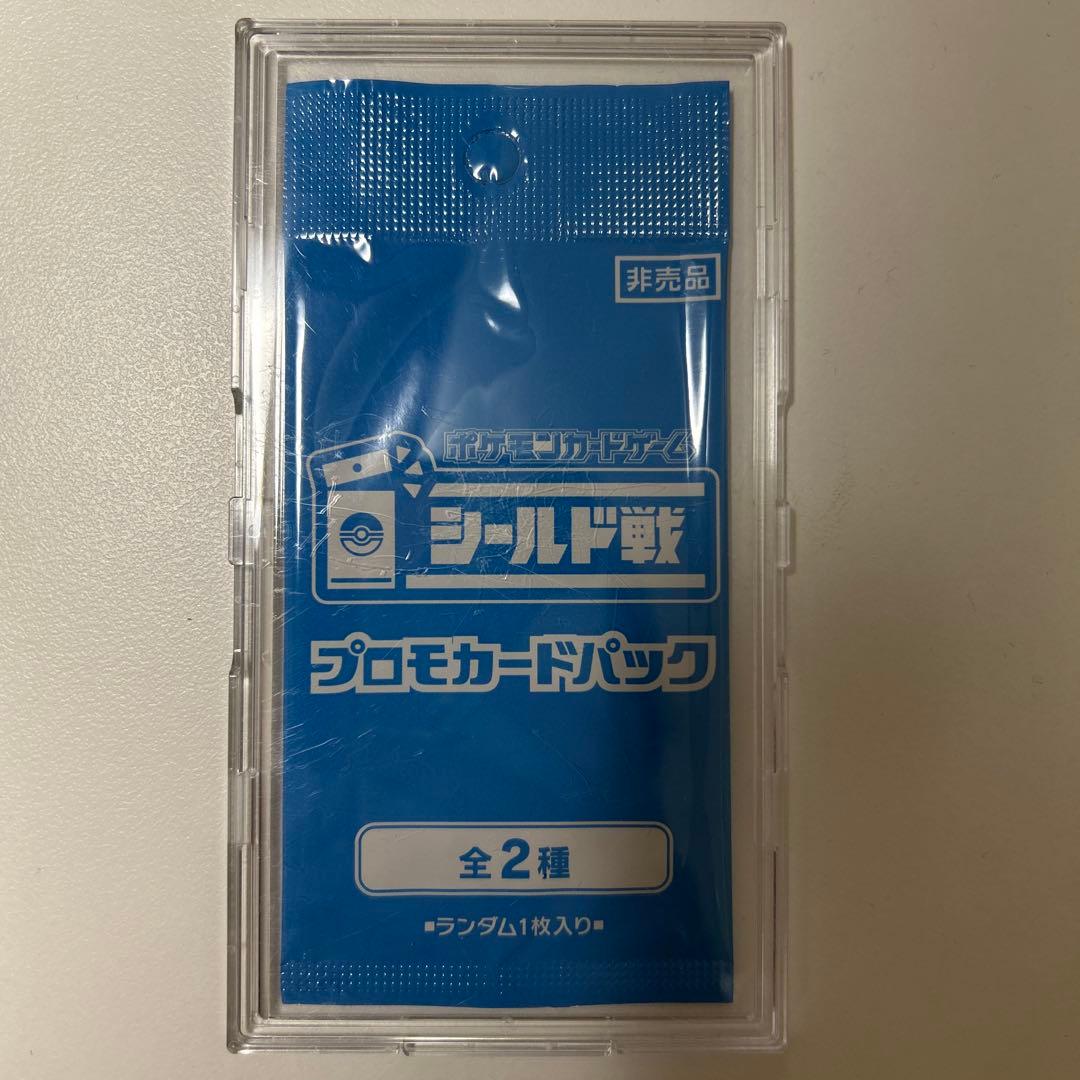 非売品
ポケモンカードゲーム
シールド戦
プロモカードパック
全2種
■ランダム1枚入り■